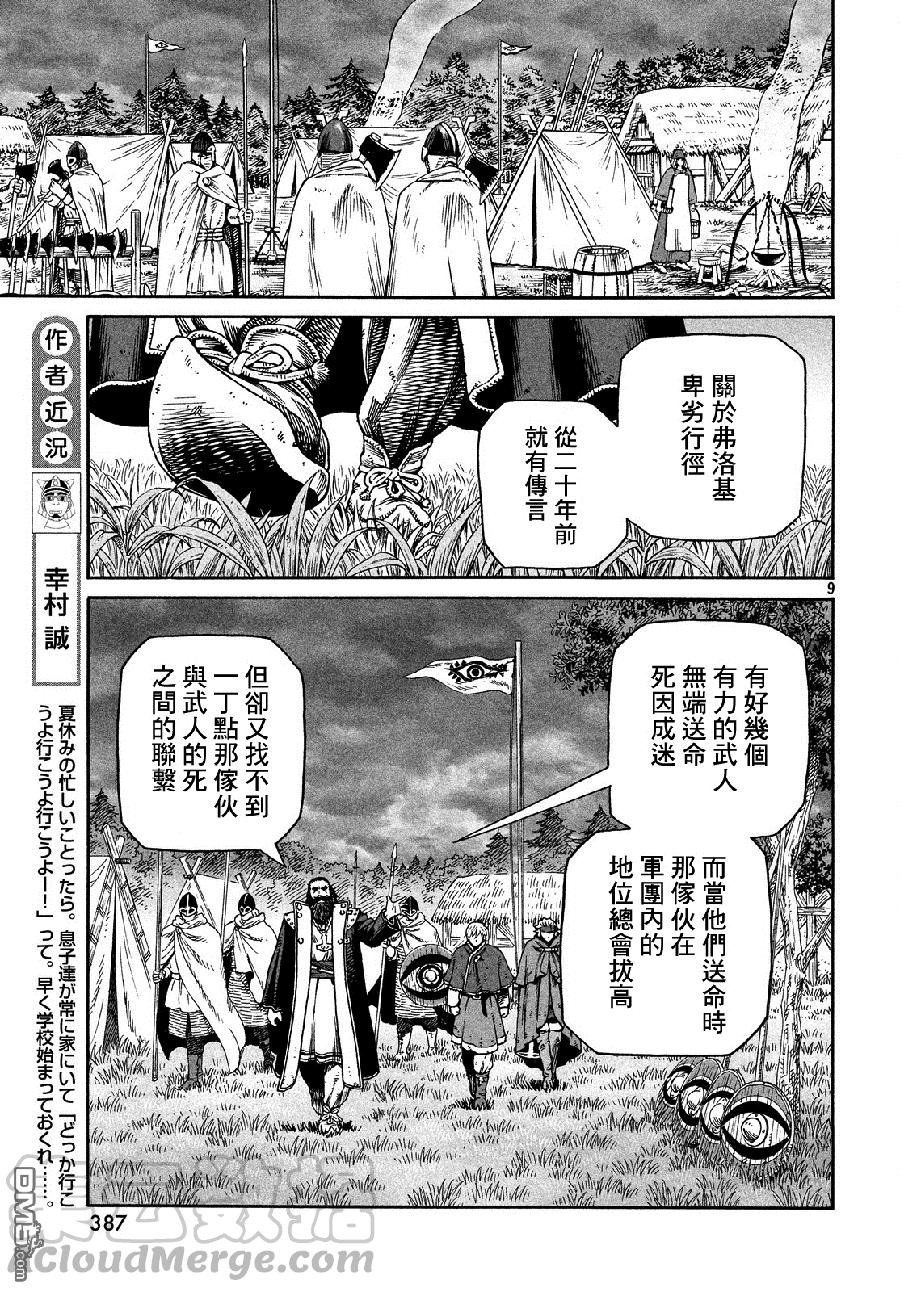 關於弗洛基
卑劣行徑
從二十年前
就有傳言
9
有好幾個
有力的武人
無端送命
死因成迷
而當他們送命時
那傢伙在
軍團內的
地位總會拔高
但卻又找不到
一丁點那傢伙
與武人的死
之間的聯繫
作者近況
幸村誠
夏休みの忙しいことったら。息子達が常に家にいて「どっか行こ
うよ行こうよ行こうよー！」って。早く学校始まっておくれ……。
387
ACloudMerge.com
DM5
.com